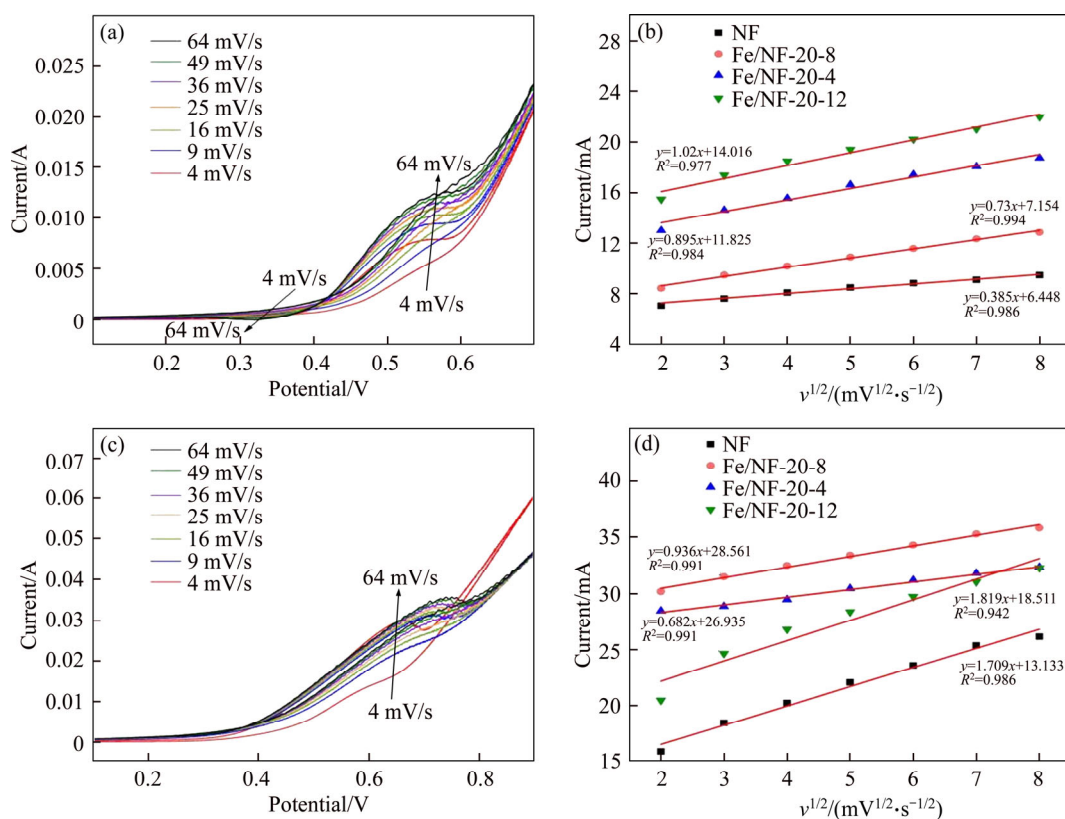 (a)
64 mV/s
49 mV/s
36 mV/s
25 mV/s
16 mV/s
9 mV/s
4 mV/s
64 mV/s
4 mV/s
4 mV/s
64 mV/s
0.025
0.020
0.015
0.010
0.005
0
Current/A
0.2
0.3
0.4
0.5
0.6
Potential/V
(b)
NF
Fe/NF-20-8
Fe/NF-20-4
Fe/NF-20-12
y=1.02x+14.016
R²=0.977
y=0.73x+7.154
R²=0.994
y=0.895x+11.825
R²=0.984
y=0.385x+6.448
R²=0.986
28
24
20
16
12
8
4
Current/mA
2
3
4
5
6
7
8
v¹/²/(mV¹/²·s⁻¹/²)
(c)
64 mV/s
49 mV/s
36 mV/s
25 mV/s
16 mV/s
9 mV/s
4 mV/s
64 mV/s
4 mV/s
0.07
0.06
0.05
0.04
0.03
0.02
0.01
0
Current/A
0.2
0.4
0.6
0.8
Potential/V
(d)
NF
Fe/NF-20-8
Fe/NF-20-4
Fe/NF-20-12
y=0.936x+28.561
R²=0.991
y=0.682x+26.935
R²=0.991
y=1.819x+18.511
R²=0.942
y=1.709x+13.133
R²=0.986
40
35
30
25
20
15
Current/mA
2
3
4
5
6
7
8
v¹/²/(mV¹/²·s⁻¹/²)